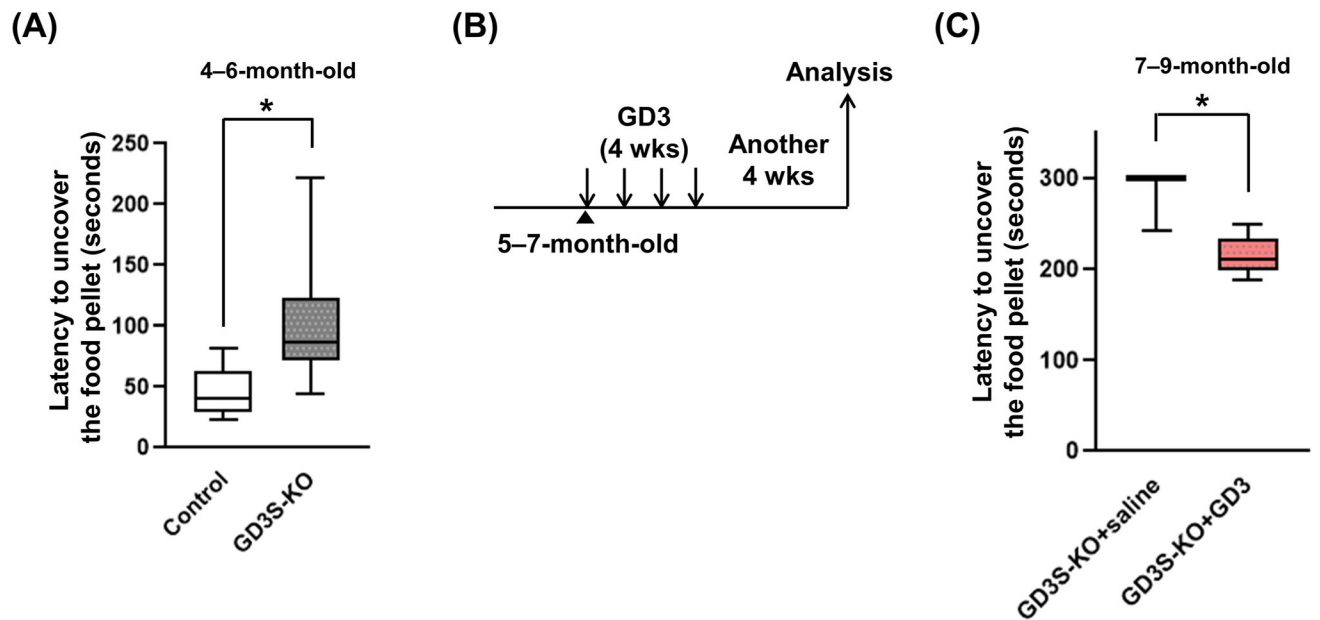 (A)
4–6-month-old
*
Latency to uncover
the food pellet (seconds)
250
200
150
100
50
0
Control
GD3S-KO
(B)
Analysis
GD3
(4 wks)
Another
4 wks
5–7-month-old
(C)
7–9-month-old
*
Latency to uncover
the food pellet (seconds)
300
200
100
0
GD3S-KO+saline
GD3S-KO+GD3